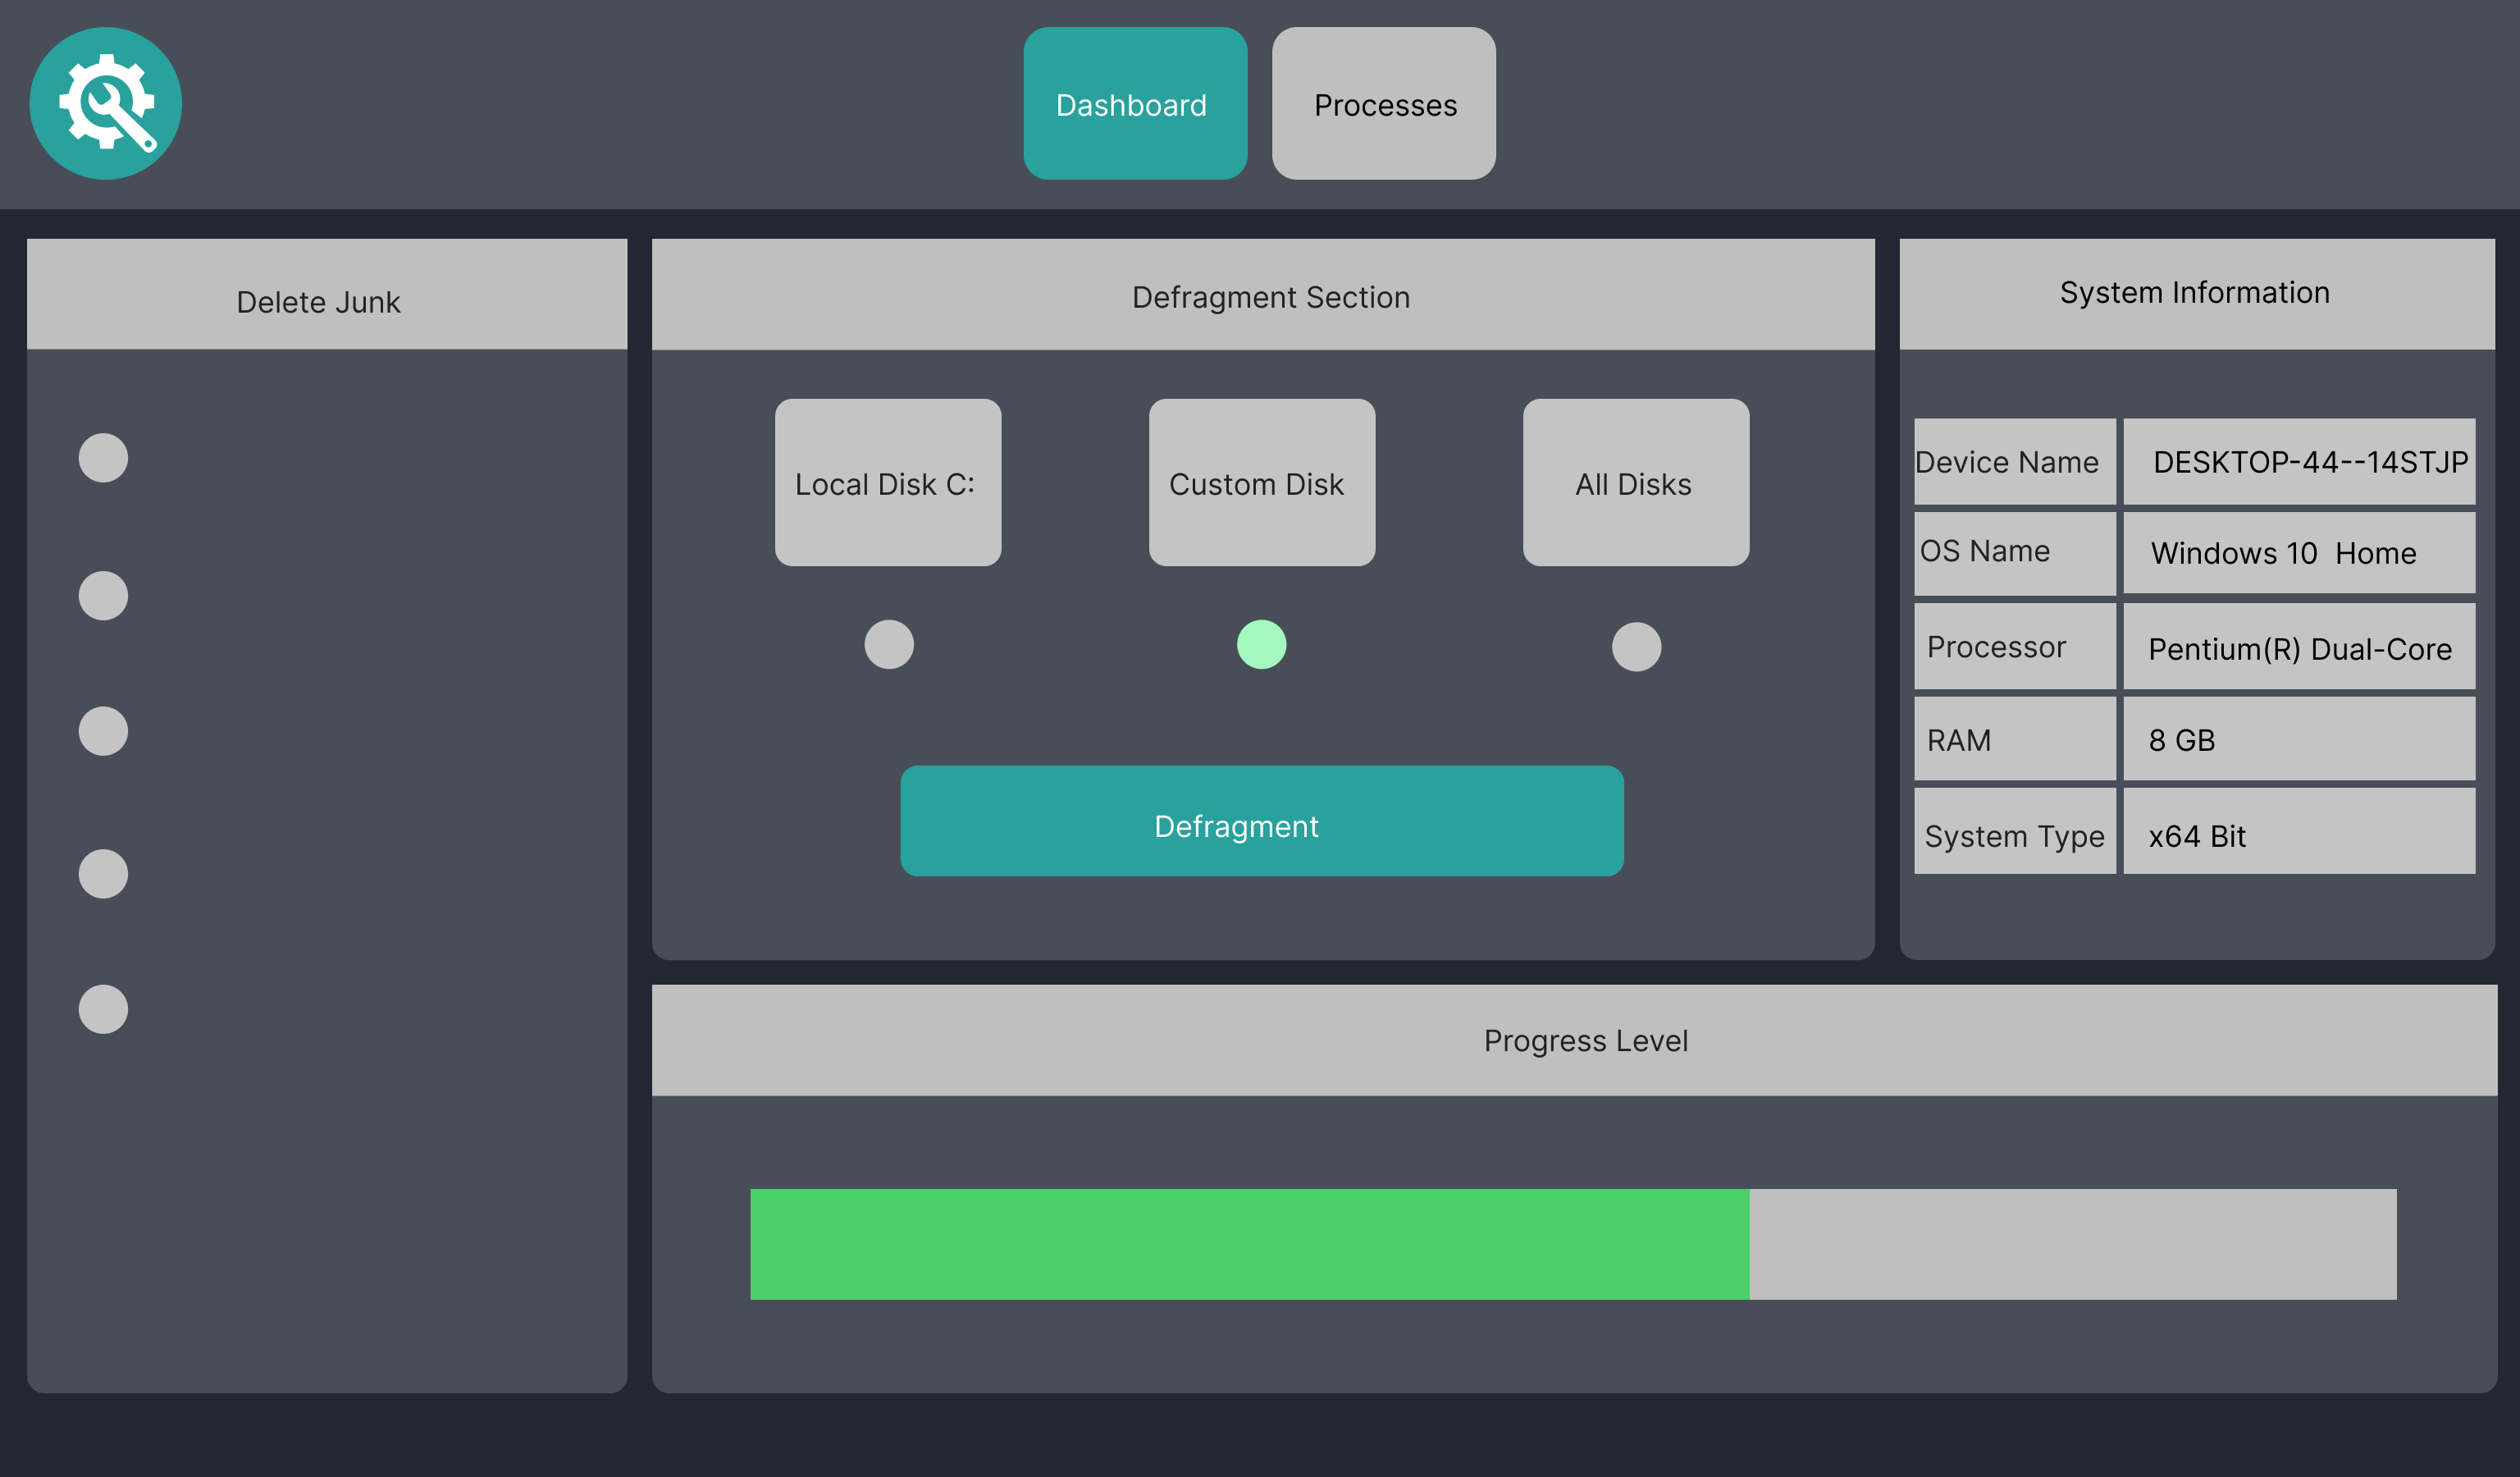 Dashboard
Processes
Delete Junk
Defragment Section
Local Disk C:
Custom Disk
All Disks
Defragment
System Information
Device Name
DESKTOP-44--14STJP
OS Name
Windows 10  Home
Processor
Pentium(R) Dual-Core
RAM
8 GB
System Type
x64 Bit
Progress Level